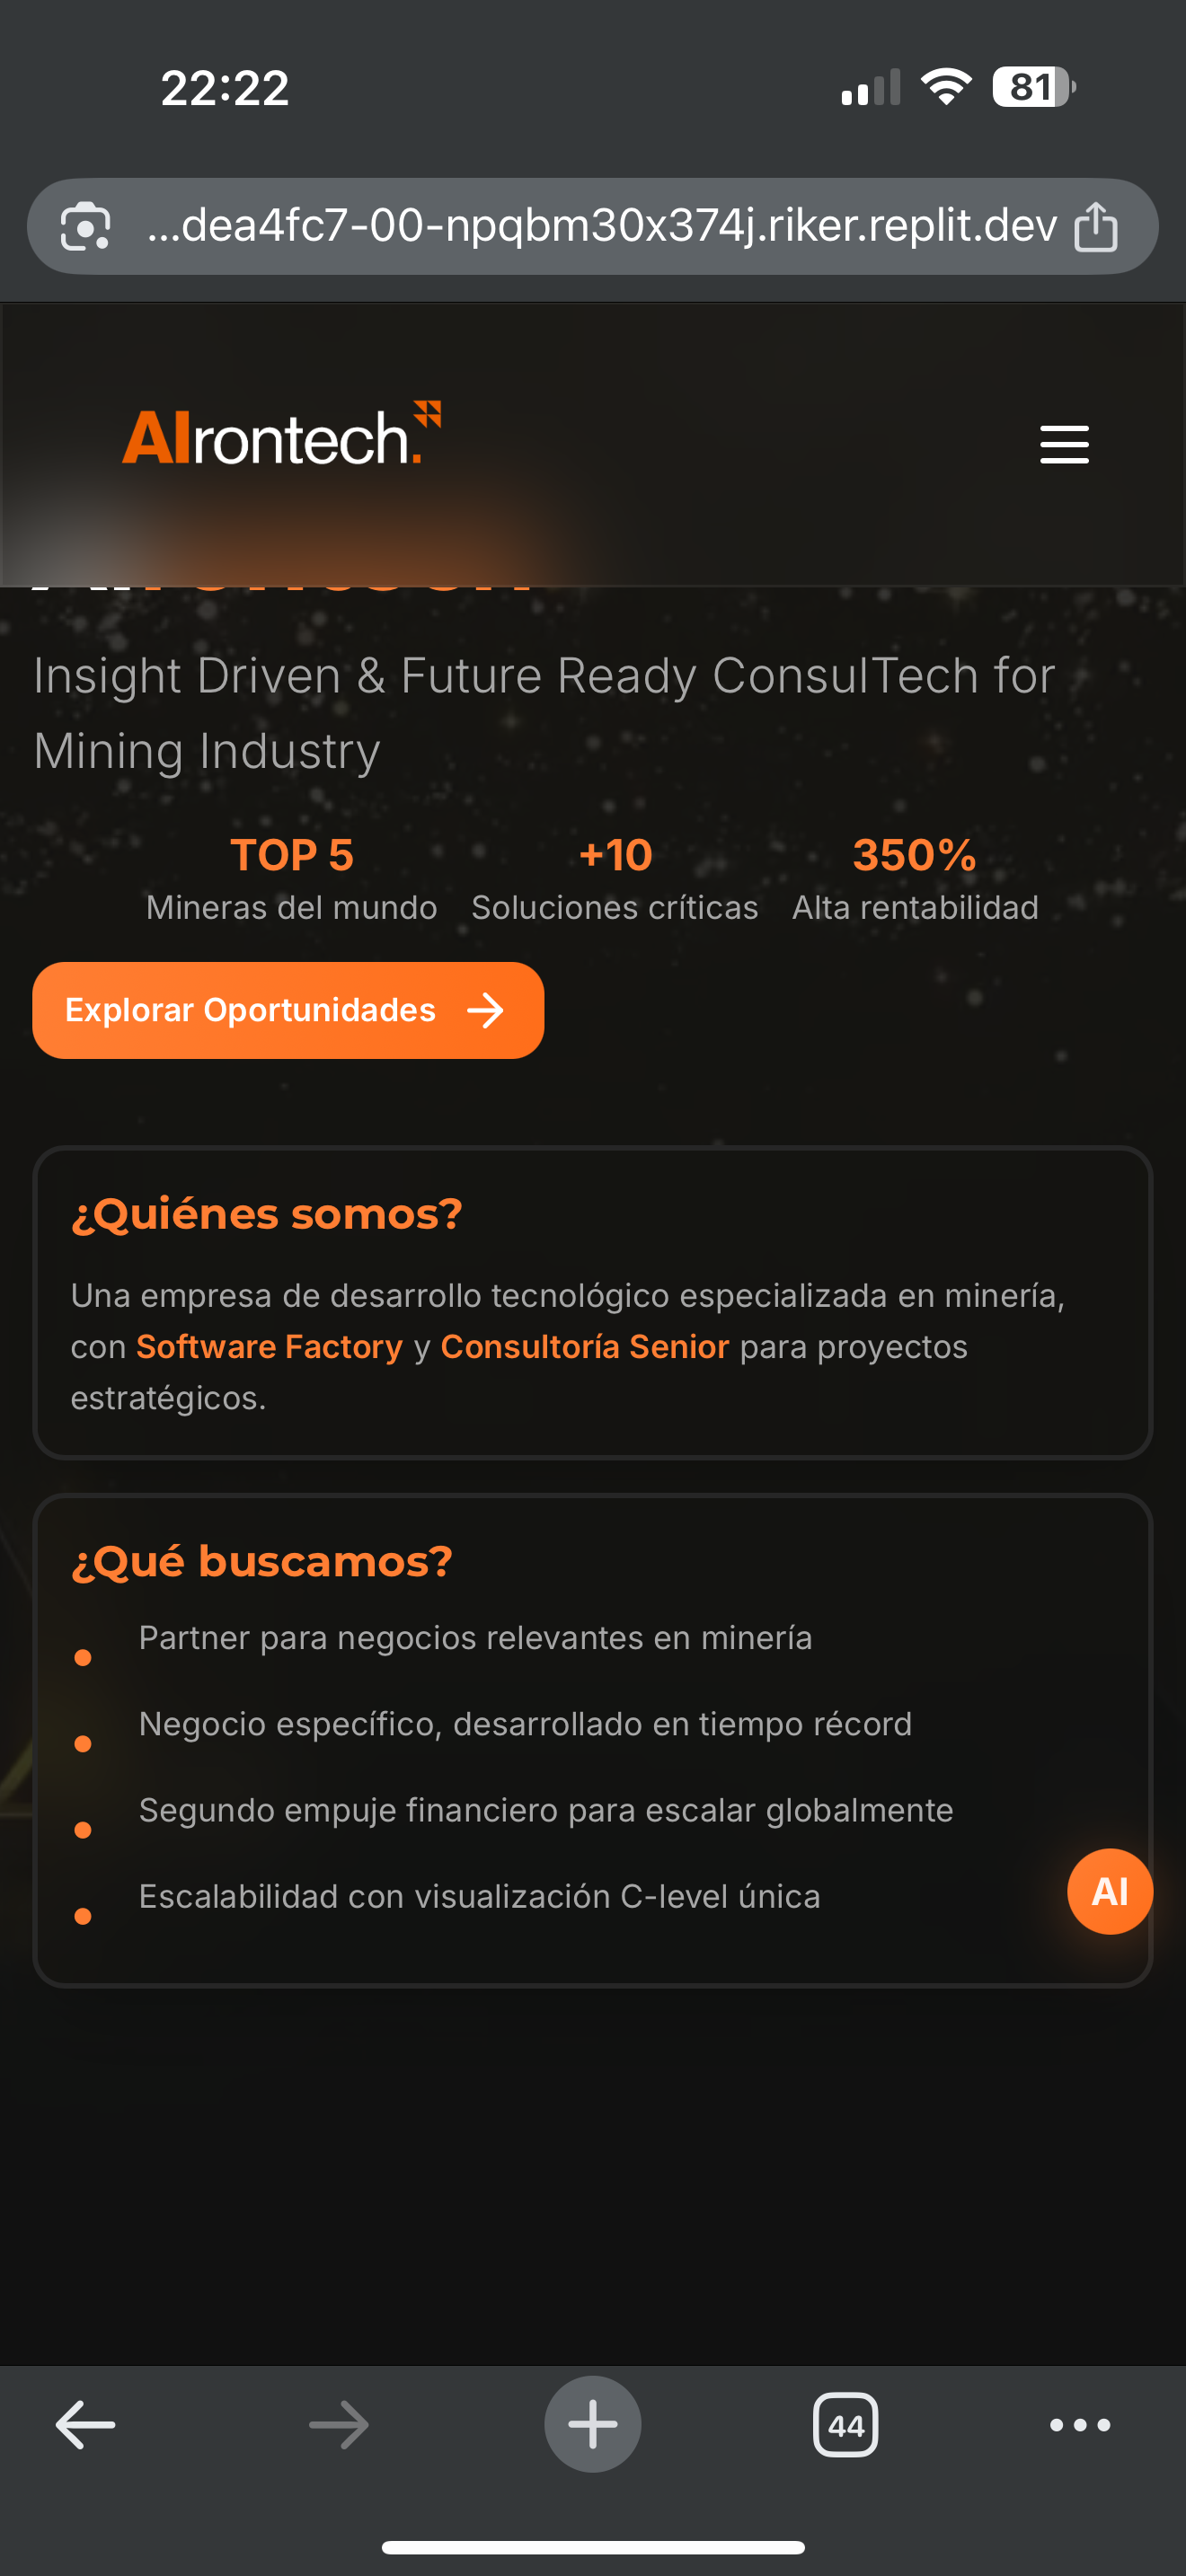 22:22
81
...dea4fc7-00-npqbm30x374j.riker.replit.dev
AIrontech.
Insight Driven & Future Ready ConsulTech for
Mining Industry
TOP 5 +10 350%
Mineras del mundo Soluciones críticas Alta rentabilidad
Explorar Oportunidades
¿Quiénes somos?
Una empresa de desarrollo tecnológico especializada en minería,
con Software Factory y Consultoría Senior para proyectos
estratégicos.
¿Qué buscamos?
Partner para negocios relevantes en minería
Negocio específico, desarrollado en tiempo récord
Segundo empuje financiero para escalar globalmente
Escalabilidad con visualización C-level única
AI
44